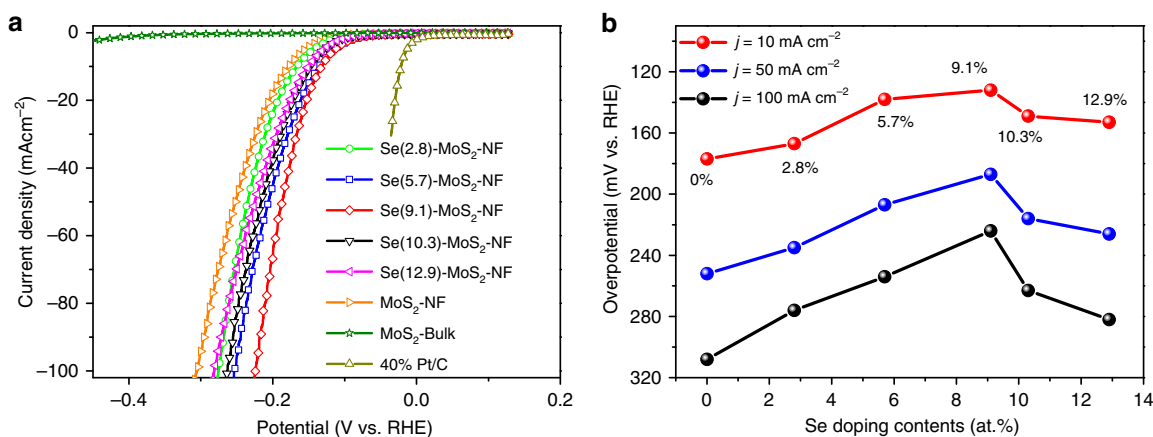 a
0
−20
−40
−60
−80
−100
Current density (mAcm−2)
Se(2.8)-MoS2-NF
Se(5.7)-MoS2-NF
Se(9.1)-MoS2-NF
Se(10.3)-MoS2-NF
Se(12.9)-MoS2-NF
MoS2-NF
MoS2-Bulk
40% Pt/C
−0.4
−0.2
0.0
0.2
Potential (V vs. RHE)
b
j = 10 mA cm−2
j = 50 mA cm−2
j = 100 mA cm−2
120
160
200
240
280
320
Overpotential (mV vs. RHE)
0%
2.8%
5.7%
9.1%
10.3%
12.9%
0
2
4
6
8
10
12
14
Se doping contents (at.%)